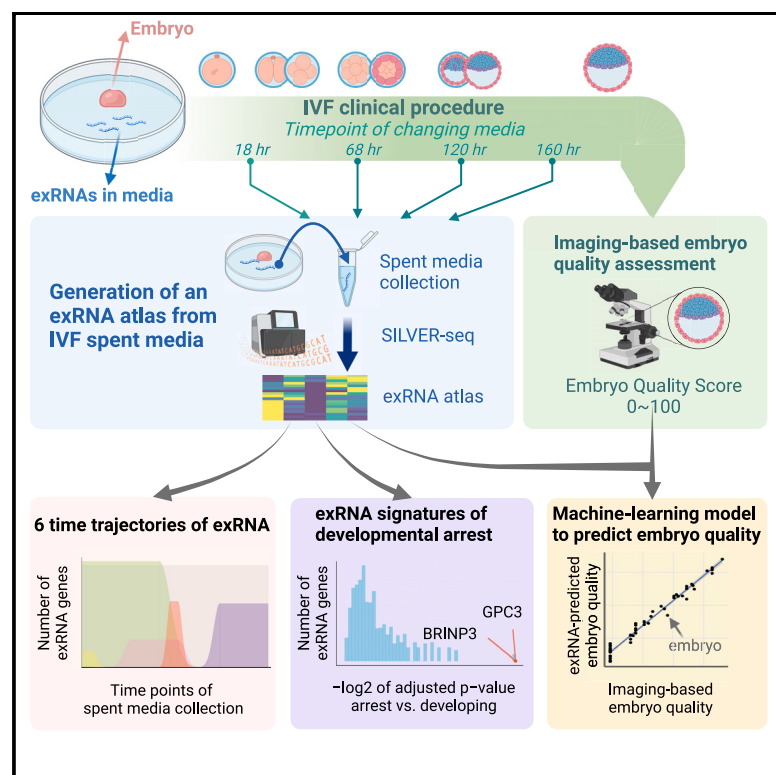 Embryo
exRNAs in media
IVF clinical procedure
Timepoint of changing media
18 hr
68 hr
120 hr
160 hr
Generation of an
exRNA atlas from
IVF spent media
Spent media
collection
SILVER-seq
exRNA atlas
Imaging-based embryo
quality assessment
Embryo Quality Score
0~100
6 time trajectories of exRNA
Number of
exRNA genes
Time points of
spent media collection
exRNA signatures of
developmental arrest
Number of
exRNA genes
BRINP3
GPC3
−log2 of adjusted p-value
arrest vs. developing
Machine-learning model
to predict embryo quality
exRNA-predicted
embryo quality
embryo
Imaging-based
embryo quality